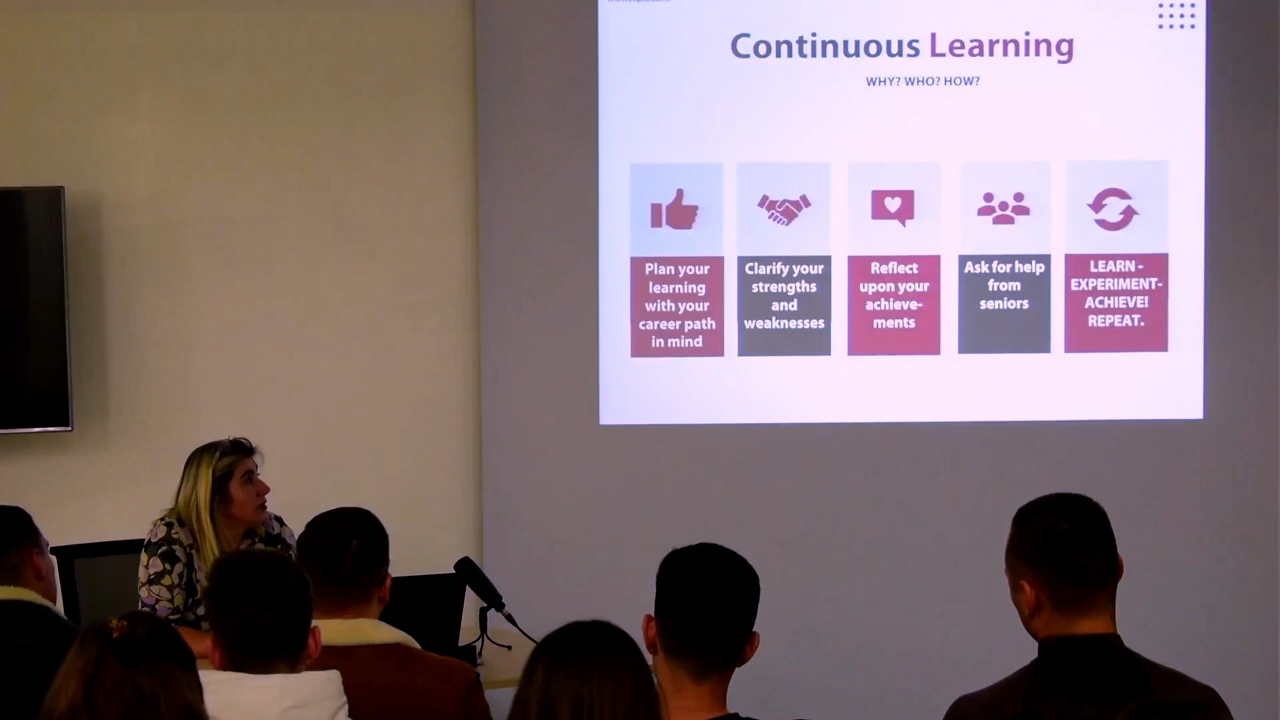 Continuous Learning
WHY? WHO? HOW?
Plan your
learning
with your
career path
in mind
Clarify your
strengths
and
weaknesses
Reflect
upon your
achieve-
ments
Ask for help
from
seniors
LEARN -
EXPERIMENT-
ACHIEVE!
REPEAT.